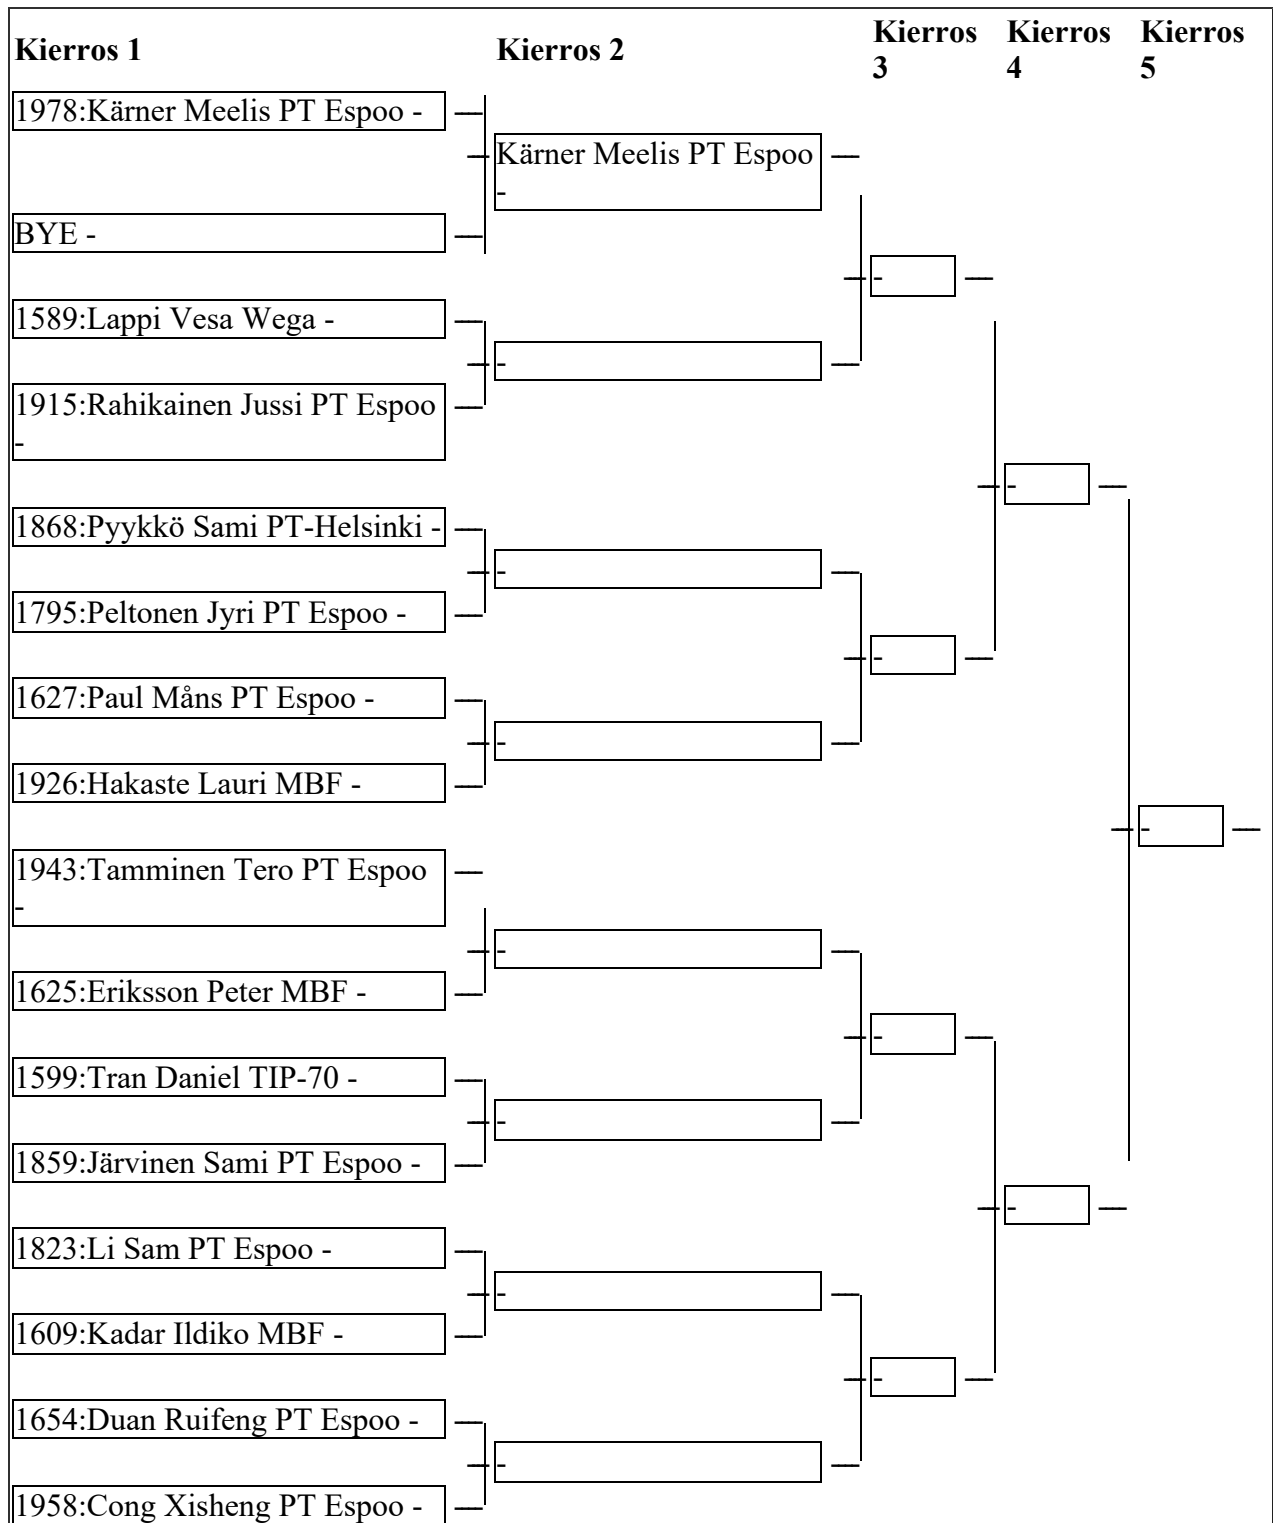 Kierros 1 Kierros 2 Kierros 3 Kierros 4 Kierros 5
1978:Kärner Meelis PT Espoo -
Kärner Meelis PT Espoo
-
BYE -
-
1589:Lappi Vesa Wega -
-
1915:Rahikainen Jussi PT Espoo
-
-
1868:Pyykkö Sami PT-Helsinki -
-
1795:Peltonen Jyri PT Espoo -
-
1627:Paul Måns PT Espoo -
-
1926:Hakaste Lauri MBF -
-
1943:Tamminen Tero PT Espoo
-
-
1625:Eriksson Peter MBF -
-
1599:Tran Daniel TIP-70 -
-
1859:Järvinen Sami PT Espoo -
-
1823:Li Sam PT Espoo -
-
1609:Kadar Ildiko MBF -
-
1654:Duan Ruifeng PT Espoo -
-
1958:Cong Xisheng PT Espoo -